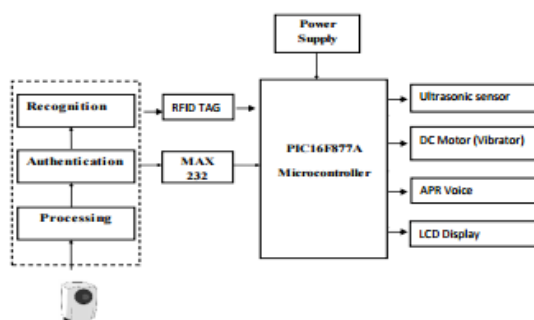 Power
Supply
Recognition
RFID TAG
Ultrasonic sensor
PIC16F877A
Microcontroller
DC Motor (Vibrator)
Authentication
MAX
232
APR Voice
Processing
LCD Display